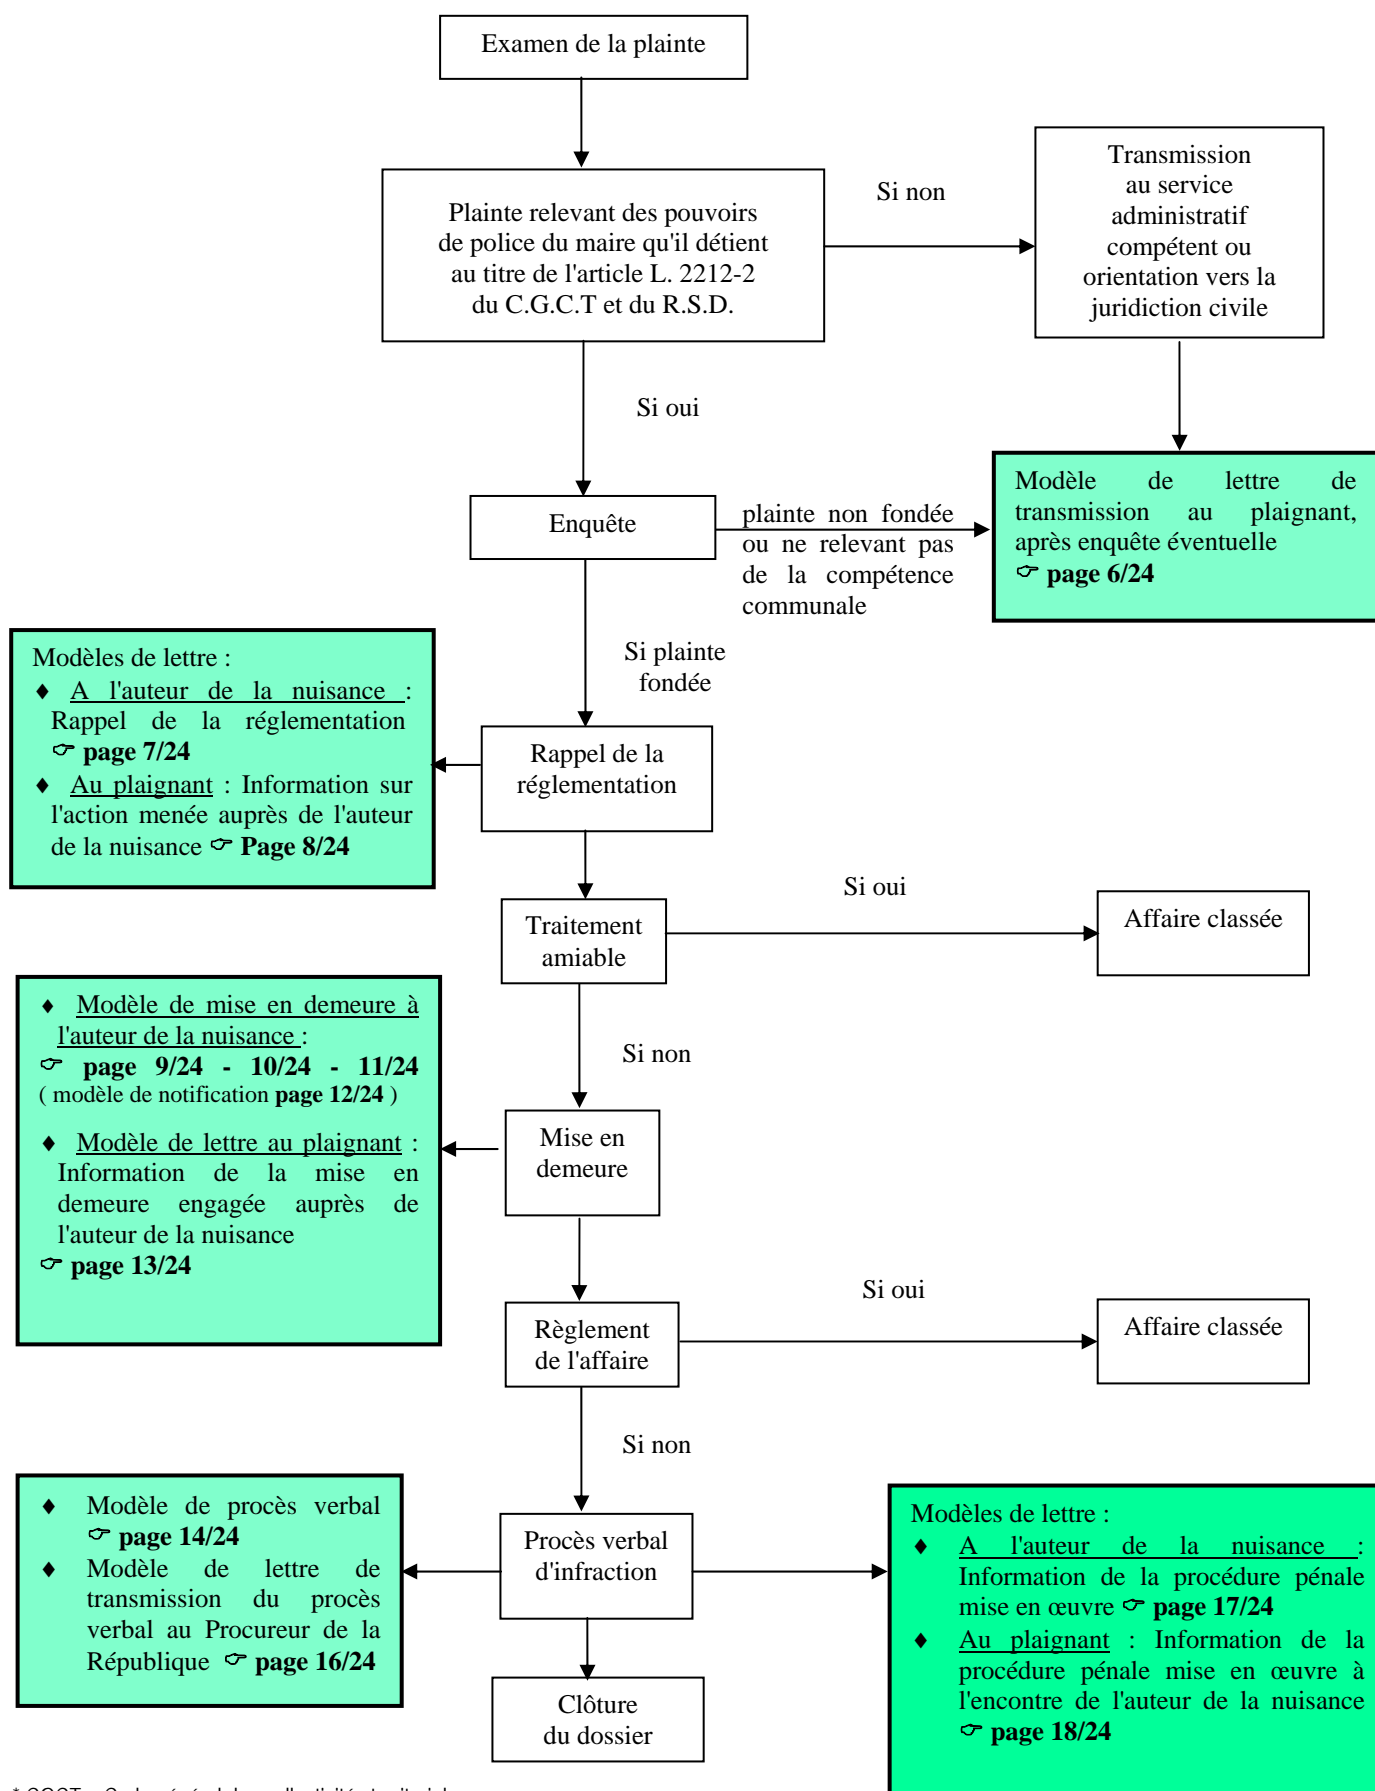 Examen de la plainte
Plainte relevant des pouvoirs
de police du maire qu'il détient
au titre de l'article L. 2212-2
du C.G.C.T et du R.S.D.
Si non
Transmission
au service
administratif
compétent ou
orientation vers la
juridiction civile
Si oui
Enquête
plainte non fondée
ou ne relevant pas
de la compétence
communale
Modèle de lettre de
transmission au plaignant,
après enquête éventuelle
☞ page 6/24
Si plainte
fondée
Modèles de lettre :
♦ A l'auteur de la nuisance :
Rappel de la réglementation
☞ page 7/24
♦ Au plaignant : Information sur
l'action menée auprès de l'auteur
de la nuisance ☞ Page 8/24
Rappel de la
réglementation
Si oui
Traitement
amiable
Affaire classée
♦ Modèle de mise en demeure à
l'auteur de la nuisance :
☞ page 9/24 - 10/24 - 11/24
( modèle de notification page 12/24 )
♦ Modèle de lettre au plaignant :
Information de la mise en
demeure engagée auprès de
l'auteur de la nuisance
☞ page 13/24
Si non
Mise en
demeure
Si oui
Règlement
de l'affaire
Affaire classée
Si non
♦ Modèle de procès verbal
☞ page 14/24
♦ Modèle de lettre de
transmission du procès
verbal au Procureur de la
République ☞ page 16/24
Procès verbal
d'infraction
Modèles de lettre :
♦ A l'auteur de la nuisance :
Information de la procédure pénale
mise en œuvre ☞ page 17/24
♦ Au plaignant : Information de la
procédure pénale mise en œuvre à
l'encontre de l'auteur de la nuisance
☞ page 18/24
Clôture
du dossier